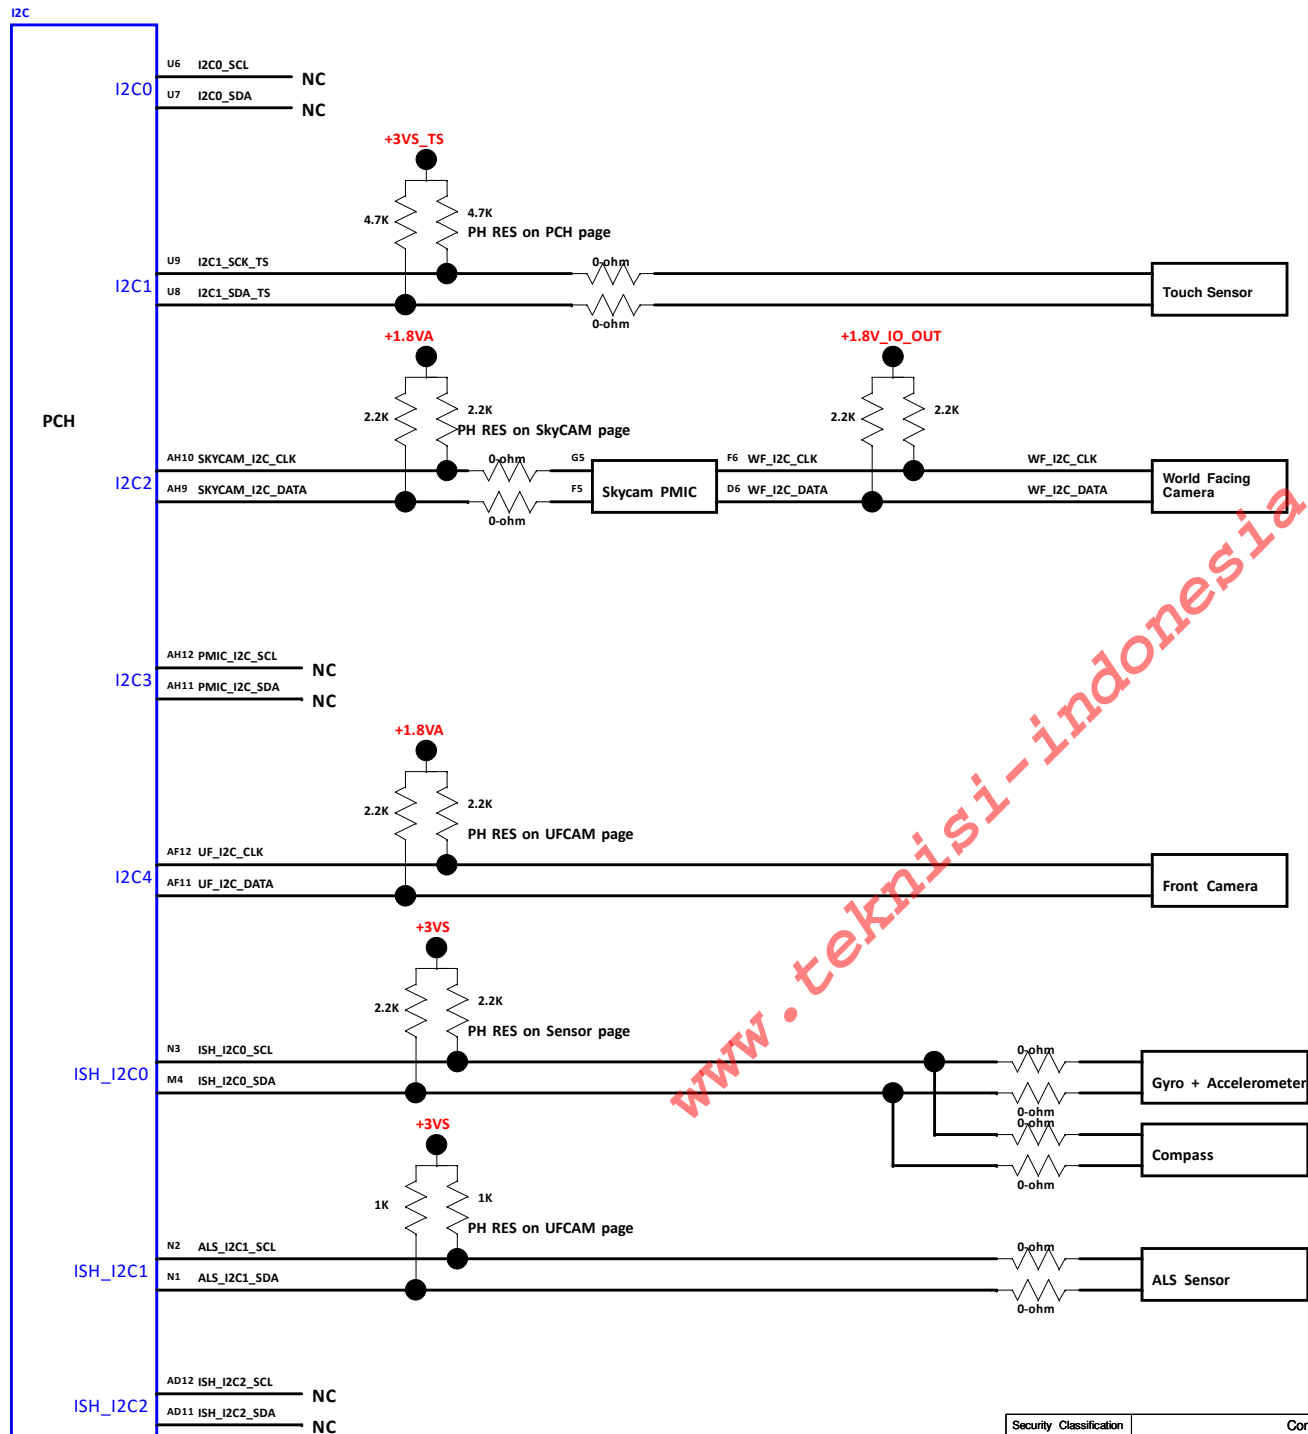 I2C
U6 I2C0_SCL
NC
I2C0
U7 I2C0_SDA
NC
+3VS_TS
4.7K
4.7K
PH RES on PCH page
U9 I2C1_SCK_TS
0-ohm
I2C1
U8 I2C1_SDA_TS
0-ohm
Touch Sensor
+1.8VA
+1.8V_IO_OUT
2.2K
2.2K
2.2K
2.2K
PCH
PH RES on SkyCAM page
AH10 SKYCAM_I2C_CLK
0-ohm
G5
F6 WF_I2C_CLK
WF_I2C_CLK
I2C2
AH9 SKYCAM_I2C_DATA
0-ohm
F5
Skycam PMIC
D6 WF_I2C_DATA
WF_I2C_DATA
World Facing
Camera
AH12 PMIC_I2C_SCL
NC
I2C3
AH11 PMIC_I2C_SDA
NC
+1.8VA
2.2K
2.2K
PH RES on UFCAM page
AF12 UF_I2C_CLK
I2C4
AF11 UF_I2C_DATA
Front Camera
+3VS
2.2K
2.2K
PH RES on Sensor page
N3 ISH_I2C0_SCL
0-ohm
ISH_I2C0
M4 ISH_I2C0_SDA
0-ohm
Gyro + Accelerometer
+3VS
0-ohm
0-ohm
Compass
1K
1K
PH RES on UFCAM page
N2 ALS_I2C1_SCL
0-ohm
ISH_I2C1
N1 ALS_I2C1_SDA
0-ohm
ALS Sensor
AD12 ISH_I2C2_SCL
NC
ISH_I2C2
AD11 ISH_I2C2_SDA
NC
Security Classification
www.teknisi-indonesia